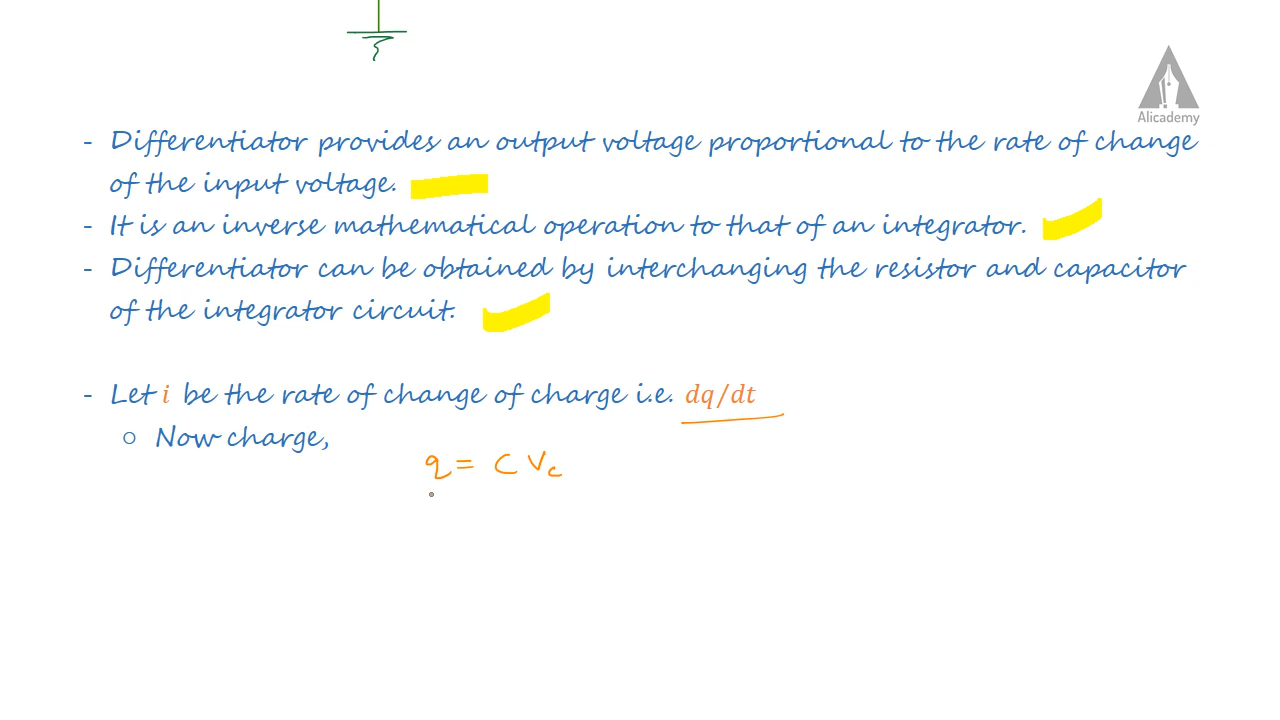 Alicademy
- Differentiator provides an output voltage proportional to the rate of change
of the input voltage.
- It is an inverse mathematical operation to that of an integrator.
- Differentiator can be obtained by interchanging the resistor and capacitor
of the integrator circuit.
- Let i be the rate of change of charge i.e. dq/dt
○ Now charge,
q = C Vc